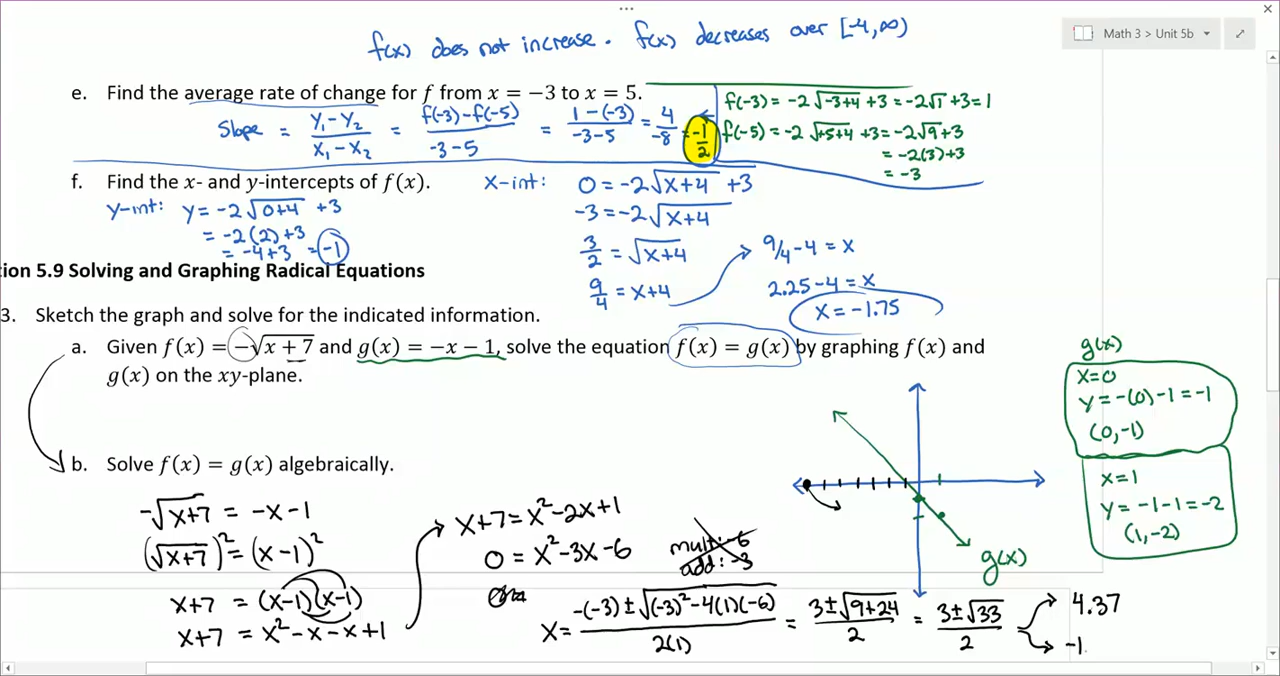 f(x) does not increase. f(x) decreases over [-4,∞)
Math 3 > Unit 5b
e. Find the average rate of change for f from x = −3 to x = 5.
Slope = y₁-y₂ / x₁-x₂ = f(-3)-f(-5) / -3-5 = 1-(-3) / -3-5 = 4/-8 = -1/2
f(-3) = -2√(-3+4) +3 = -2√1 +3 = 1
f(-5) = -2√(+5+4) +3 = -2√9 +3
= -2(3)+3
= -3
f. Find the x- and y-intercepts of f(x).
y-int: y = -2√(0+4) +3
= -2(2)+3
= -4+3 = -1
x-int: 0 = -2√(x+4) +3
-3 = -2√(x+4)
3/2 = √(x+4)
9/4 = x+4
9/4 -4 = x
2.25-4 = x
x = -1.75
ion 5.9 Solving and Graphing Radical Equations
3. Sketch the graph and solve for the indicated information.
a. Given f(x) = −√(x + 7) and g(x) = −x − 1, solve the equation f(x) = g(x) by graphing f(x) and
g(x) on the xy-plane.
g(x)
x=0
y = -(0)-1 = -1
(0,-1)
x=1
y = -1-1 = -2
(1,-2)
g(x)
b. Solve f(x) = g(x) algebraically.
-√(x+7) = -x-1
(√(x+7))² = (x-1)²
x+7 = (x-1)(x-1)
x+7 = x²-x-x+1
x+7 = x²-2x+1
0 = x²-3x-6
mult: -6
add: -3
x = -(-3)±√((-3)²-4(1)(-6)) / 2(1) = 3±√(9+24) / 2 = 3±√33 / 2
4.37
-1.